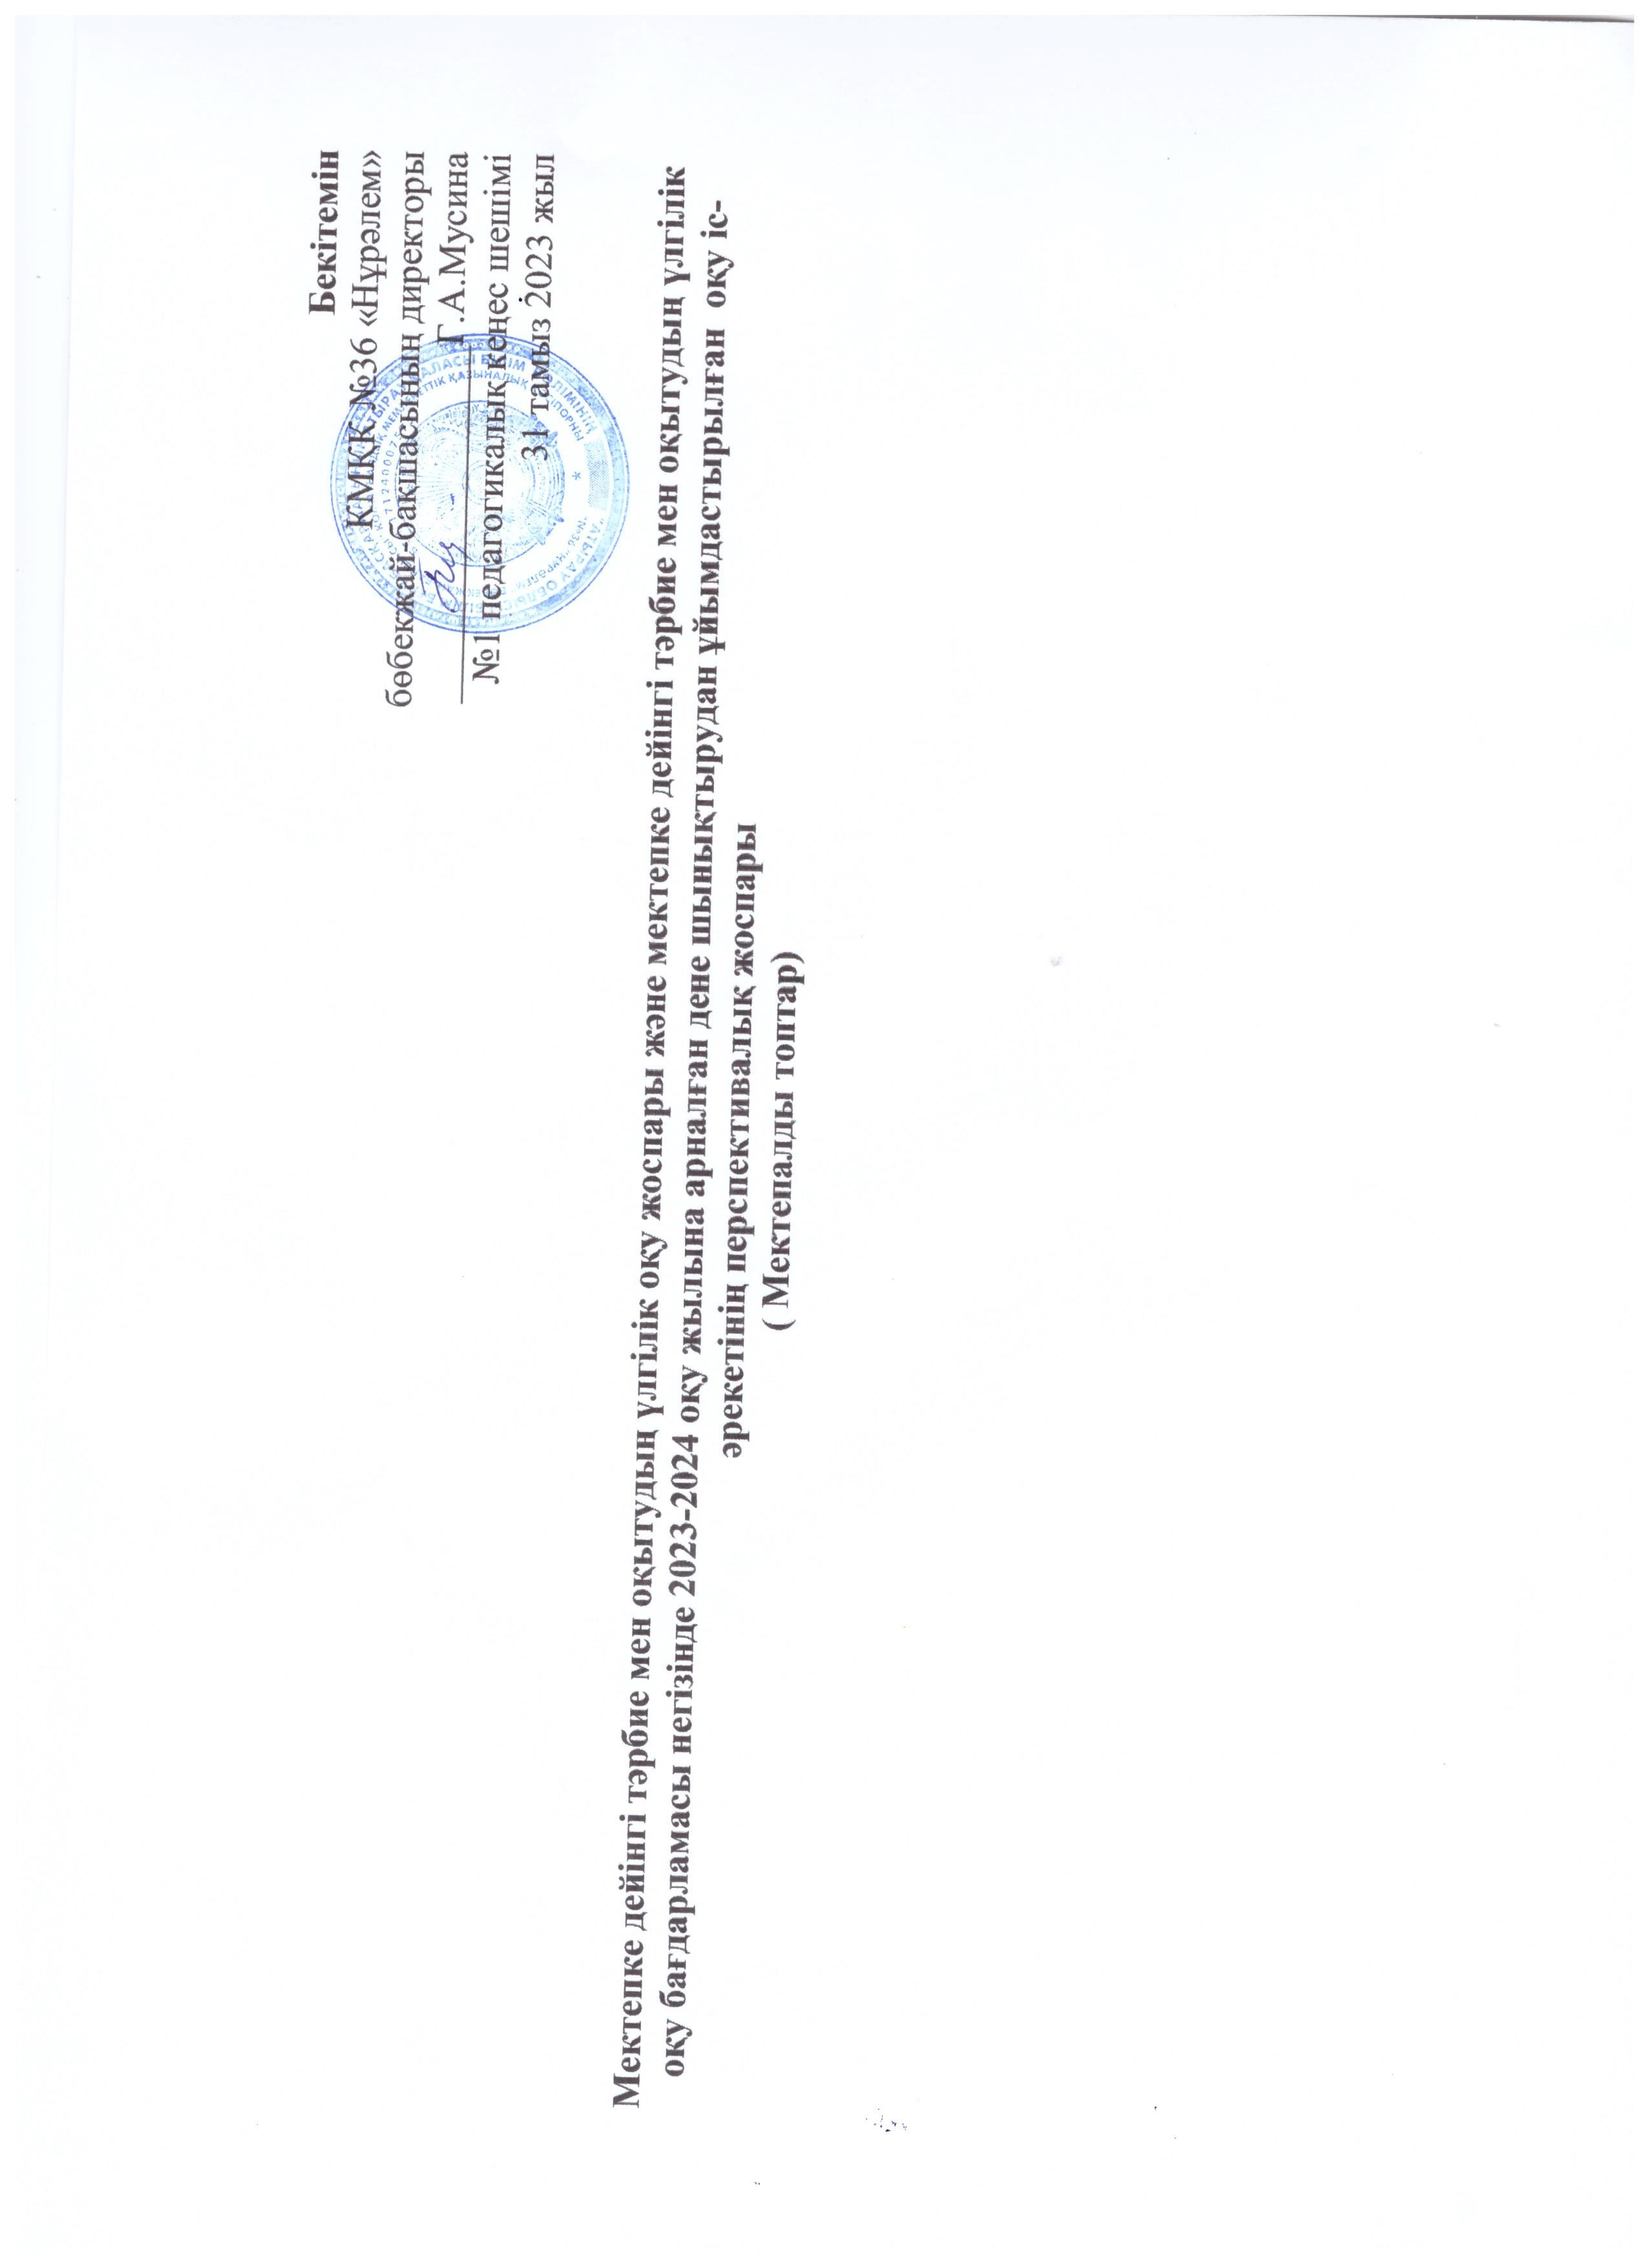 Бекітемін
КМҚК №36 «Нұрәлем»
бөбекжай-бақшасының директоры
Г.А.Мусина
№1 педагогикалық кеңес шешімі
31 тамыз 2023 жыл
Мектепке дейінгі тәрбие мен оқытудың үлгілік оқу жоспары және мектепке дейінгі тәрбие мен оқытудың үлгілік
оқу бағдарламасы негізінде 2023-2024 оқу жылына арналған дене шынықтырудан ұйымдастырылған оқу іс-
әрекетінің перспективалық жоспары
( Мектепалды топтар)